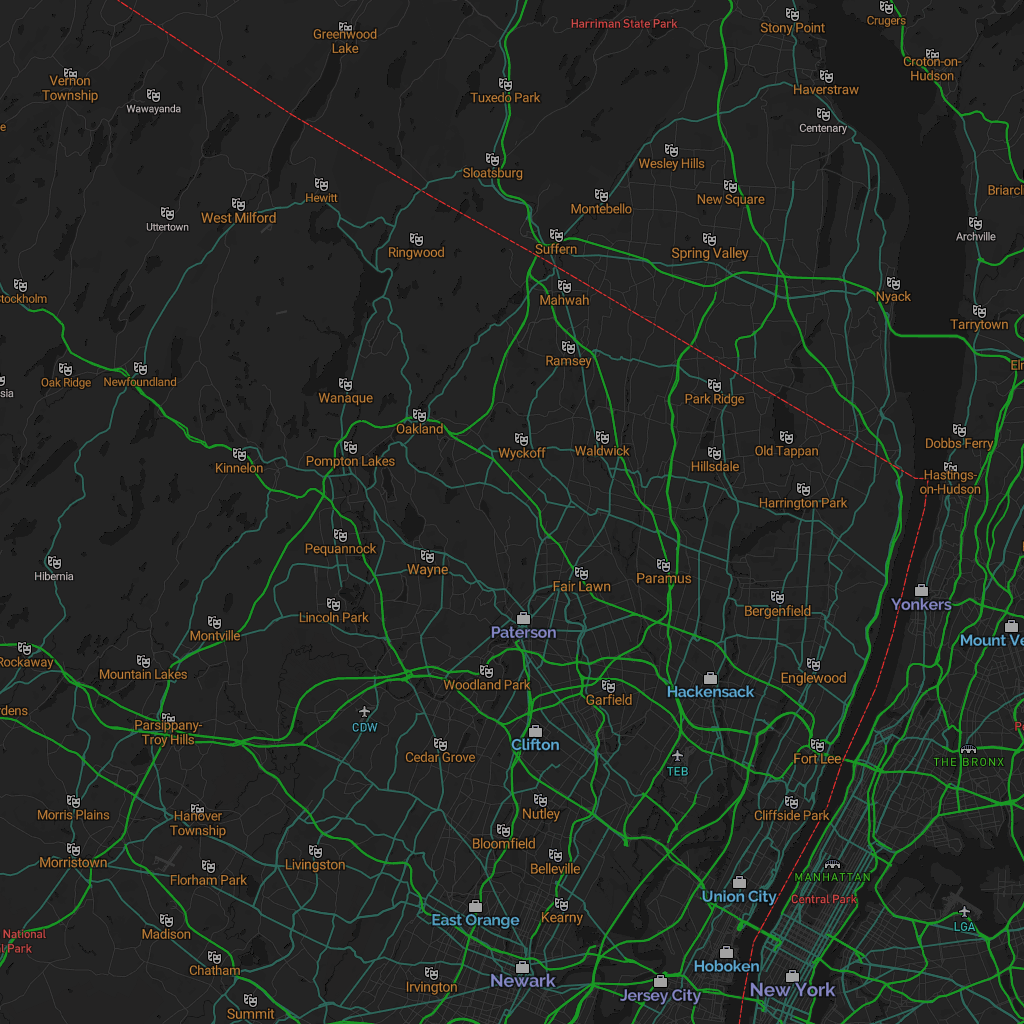 Harriman State Park
Crugers
Stony Point
Greenwood
Lake
Croton-on-
Hudson
Vernon
Township
Haverstraw
Tuxedo Park
Wawayanda
Centenary
Wesley Hills
Sloatsburg
Hewitt
New Square
Montebello
West Milford
Uttertown
Archville
Suffern
Ringwood
Spring Valley
Mahwah
Nyack
Tarrytown
Ramsey
Oak Ridge
Newfoundland
Wanaque
Park Ridge
Oakland
Dobbs Ferry
Wyckoff
Waldwick
Old Tappan
Pompton Lakes
Kinnelon
Hillsdale
Hastings-
on-Hudson
Harrington Park
Pequannock
Wayne
Hibernia
Paramus
Fair Lawn
Yonkers
Bergenfield
Lincoln Park
Paterson
Montville
Mount Ve
Rockaway
Mountain Lakes
Englewood
Woodland Park
Hackensack
Garfield
rdens
CDW
Parsippany-
Troy Hills
Clifton
Cedar Grove
Fort Lee
THE BRONX
TEB
Morris Plains
Hanover
Township
Nutley
Cliffside Park
Bloomfield
Morristown
Livingston
Belleville
MANHATTAN
Florham Park
Union City
Central Park
East Orange
Kearny
LGA
National
l Park
Madison
Hoboken
Chatham
Irvington
Newark
Jersey City
New York
Summit
Briarcl
tockholm
sia